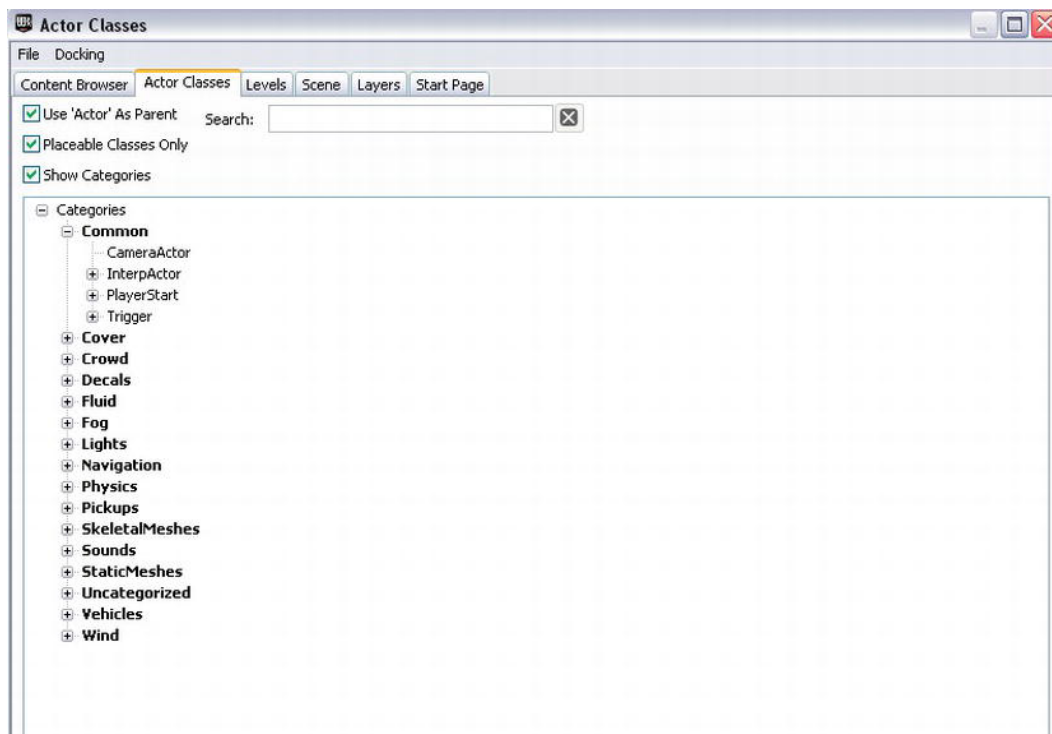 Actor Classes
File Docking
Content Browser Actor Classes Levels Scene Layers Start Page
Use 'Actor' As Parent Search:
Placeable Classes Only
Show Categories
Categories
Common
CameraActor
InterpActor
PlayerStart
Trigger
Cover
Crowd
Decals
Fluid
Fog
Lights
Navigation
Physics
Pickups
SkeletalMeshes
Sounds
StaticMeshes
Uncategorized
Vehicles
Wind